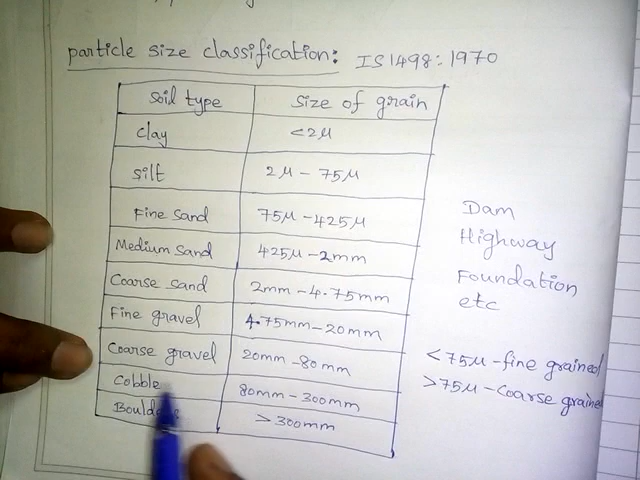 particle size classification: IS1498:1970
Soil type Size of grain
clay <2μ
silt 2μ - 75μ
Fine sand 75μ - 425μ
Medium sand 425μ - 2mm
Coarse sand 2mm - 4.75mm
Fine gravel 4.75mm - 20mm
Coarse gravel 20mm - 80mm
Cobble 80mm - 300mm
>300mm
Dam
Highway
Foundation
etc
<75μ - fine grained
>75μ - Coarse grained